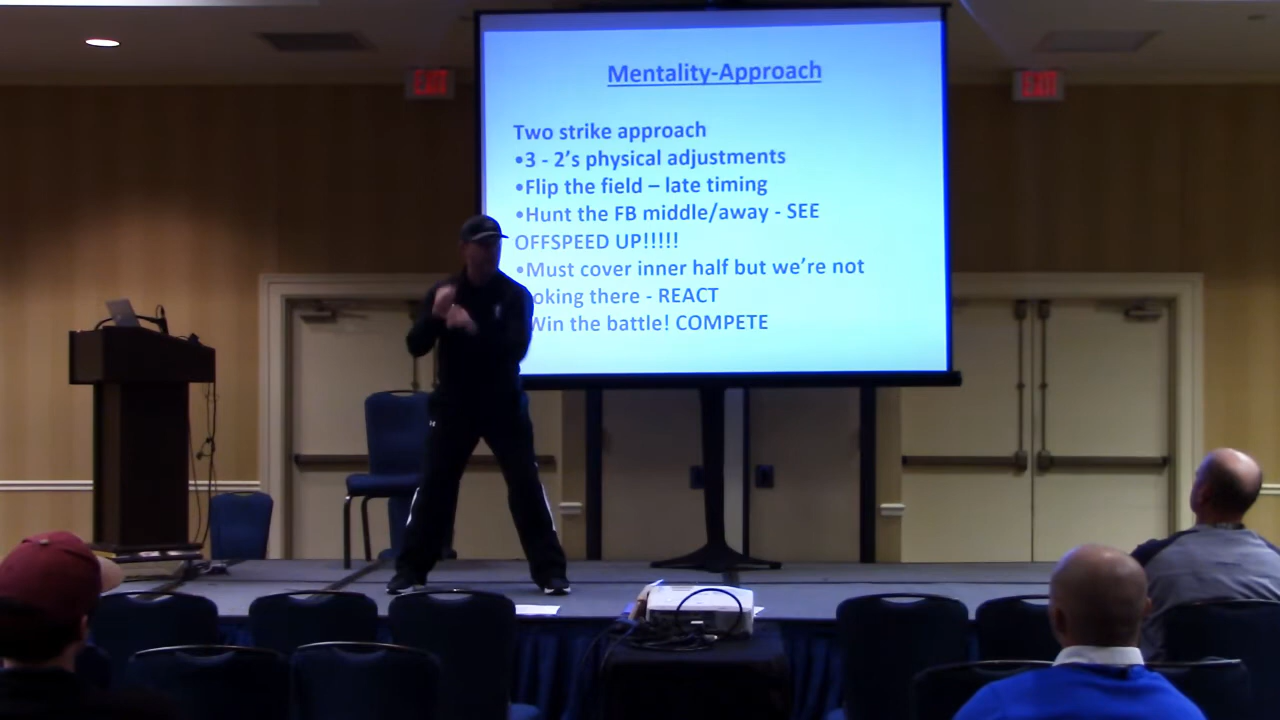 EXIT
EXIT
Mentality-Approach
Two strike approach
•3 - 2’s physical adjustments
•Flip the field – late timing
•Hunt the FB middle/away - SEE
OFFSPEED UP!!!!!
•Must cover inner half but we’re not
oking there - REACT
Win the battle! COMPETE